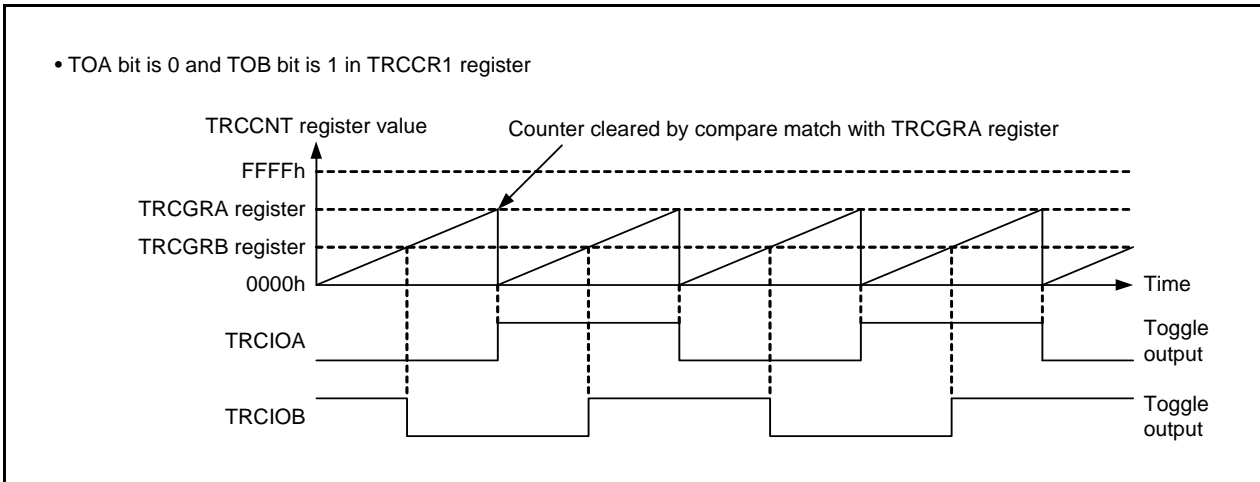 • TOA bit is 0 and TOB bit is 1 in TRCCR1 register
TRCCNT register value
Counter cleared by compare match with TRCGRA register
FFFFh
TRCGRA register
TRCGRB register
0000h
Time
TRCIOA
Toggle
output
TRCIOB
Toggle
output